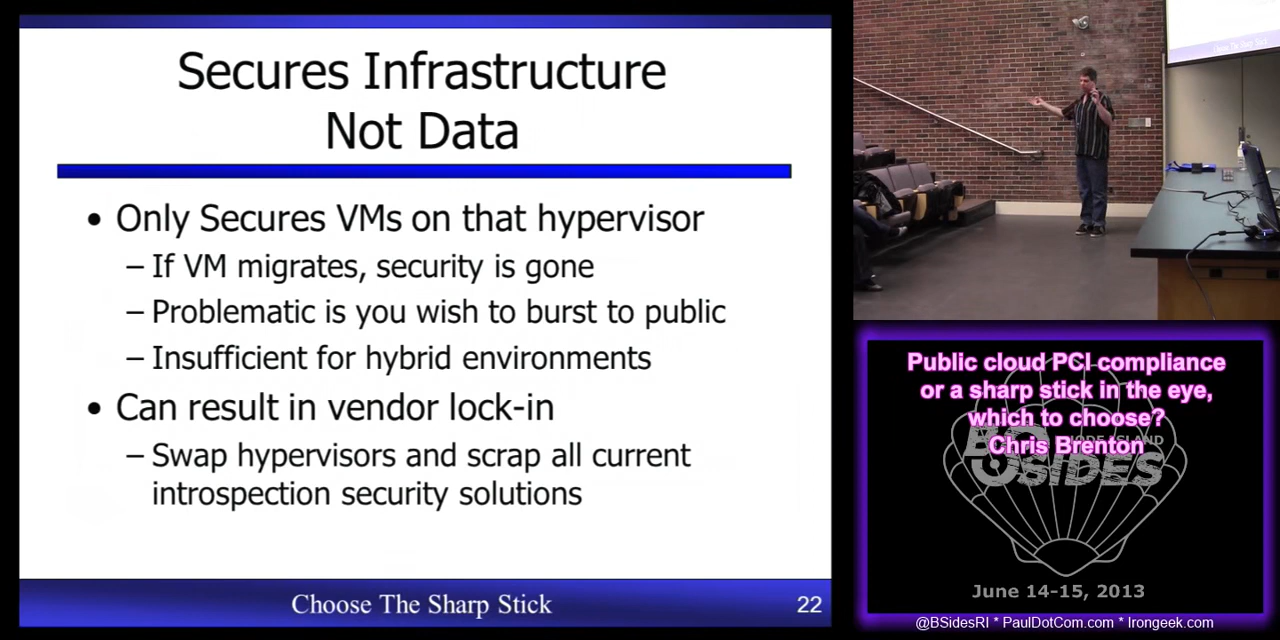 Secures Infrastructure
Not Data
• Only Secures VMs on that hypervisor
– If VM migrates, security is gone
– Problematic is you wish to burst to public
– Insufficient for hybrid environments
• Can result in vendor lock-in
– Swap hypervisors and scrap all current
introspection security solutions
Choose The Sharp Stick
22
Public cloud PCI compliance
or a sharp stick in the eye,
which to choose?
Chris Brenton
BSIDES
June 14-15, 2013
@BSidesRI * PaulDotCom.com * Irongeek.com